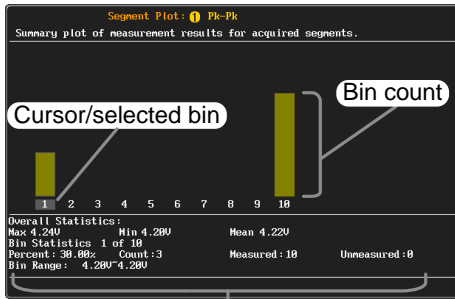 Segment Plot: 1 Pk-Pk
Summary plot of measurement results for acquired segments.
Bin count
Cursor/selected bin
1 2 3 4 5 6 7 8 9 10
Overall Statistics:
Max 4.24V Min 4.20V Mean 4.22V
Bin Statistics 1 of 10
Percent: 30.00% Count:3 Measured:10 Unmeasured:0
Bin Range: 4.20V~4.20V